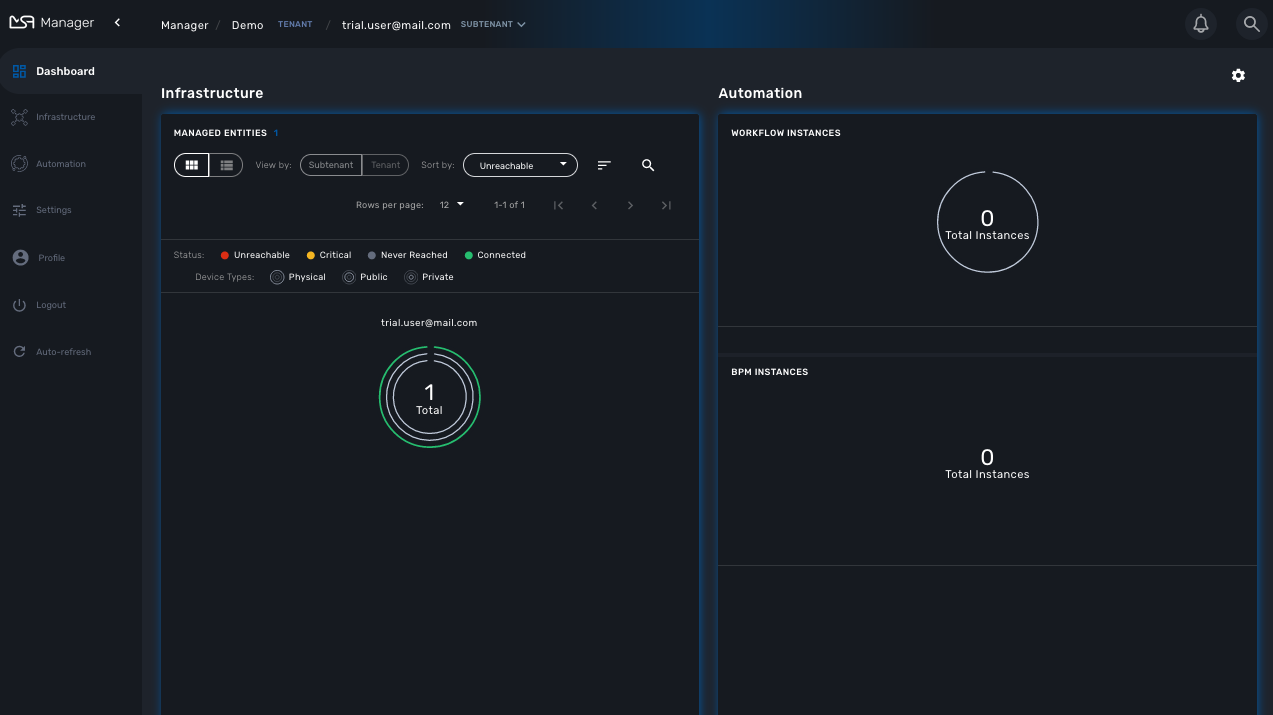 MSA Manager
Manager / Demo TENANT / trial.user@mail.com SUBTENANT
Dashboard
Infrastructure
Automation
Settings
Profile
Logout
Auto-refresh
Infrastructure
MANAGED ENTITIES 1
View by: Subtenant Tenant Sort by: Unreachable
Rows per page: 12 1-1 of 1
Status: Unreachable Critical Never Reached Connected
Device Types: Physical Public Private
trial.user@mail.com
1
Total
Automation
WORKFLOW INSTANCES
0
Total Instances
BPM INSTANCES
0
Total Instances